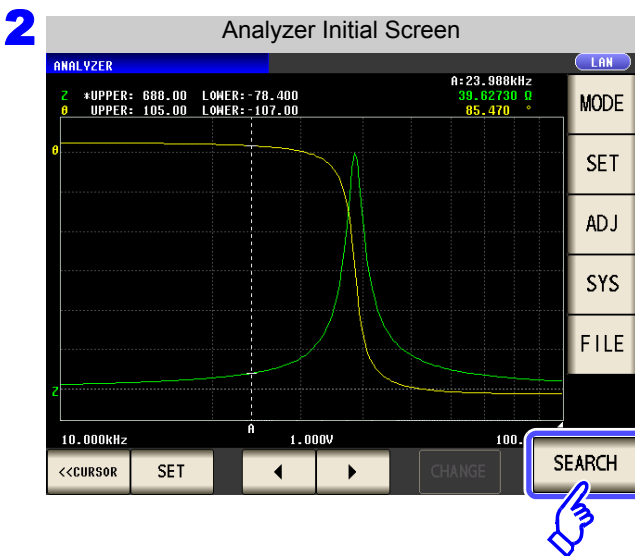 2
Analyzer Initial Screen
ANALYZER
LAN
A:23.988kHz
Z *UPPER: 688.00 LOWER:-78.400 39.62730 Ω
θ UPPER: 105.00 LOWER:-107.00 85.470 °
MODE
SET
ADJ
SYS
FILE
θ
Z
A
10.000kHz 1.000V 100.
<<CURSOR SET CHANGE SEARCH